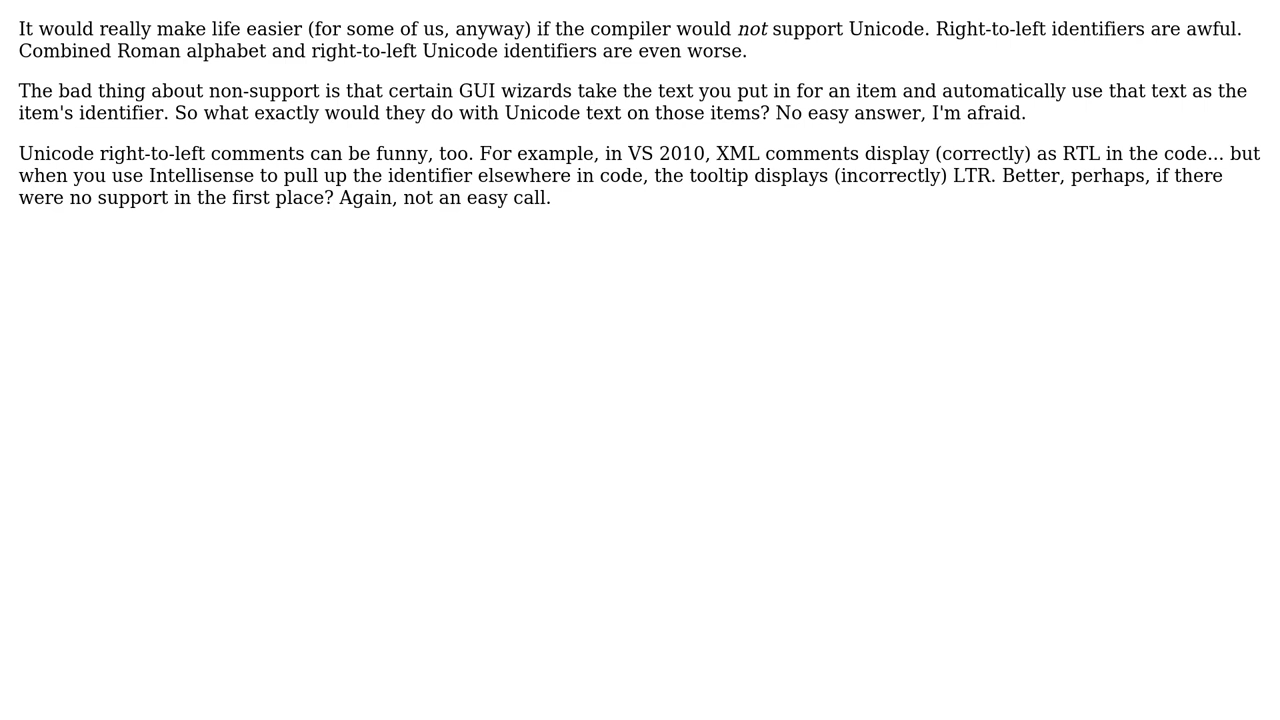 It would really make life easier (for some of us, anyway) if the compiler would not support Unicode. Right-to-left identifiers are awful.
Combined Roman alphabet and right-to-left Unicode identifiers are even worse.
The bad thing about non-support is that certain GUI wizards take the text you put in for an item and automatically use that text as the
item's identifier. So what exactly would they do with Unicode text on those items? No easy answer, I'm afraid.
Unicode right-to-left comments can be funny, too. For example, in VS 2010, XML comments display (correctly) as RTL in the code... but
when you use Intellisense to pull up the identifier elsewhere in code, the tooltip displays (incorrectly) LTR. Better, perhaps, if there
were no support in the first place? Again, not an easy call.